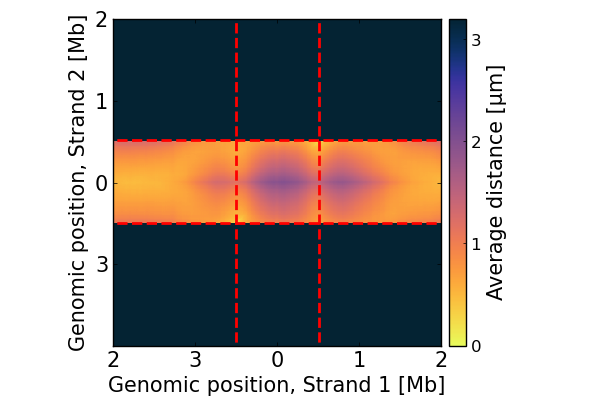 2
1
0
3
Genomic position, Strand 2 [Mb]
2 3 0 1 2
Genomic position, Strand 1 [Mb]
3
2
1
0
Average distance [μm]